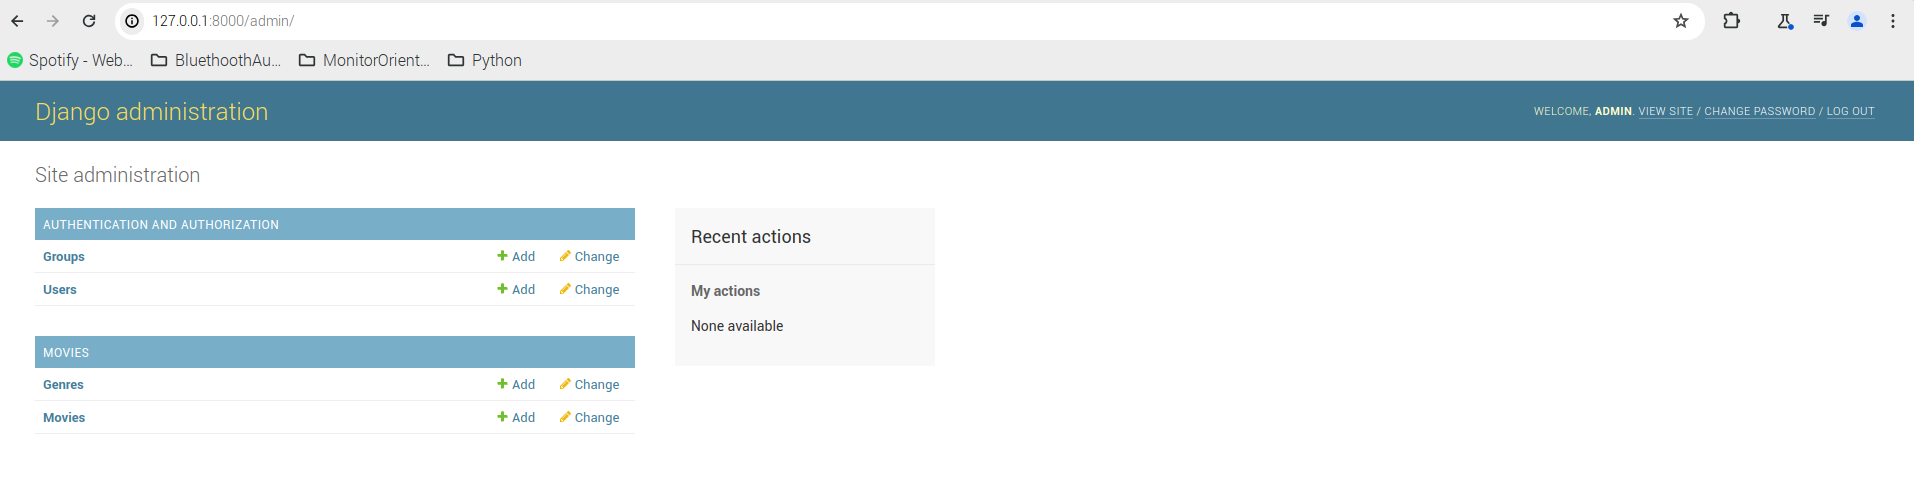 127.0.0.1:8000/admin/
Spotify - Web... BluethoothAu... MonitorOrient... Python
Django administration
WELCOME, ADMIN. VIEW SITE / CHANGE PASSWORD / LOG OUT
Site administration
AUTHENTICATION AND AUTHORIZATION
Groups Add Change
Users Add Change
MOVIES
Genres Add Change
Movies Add Change
Recent actions
My actions
None available